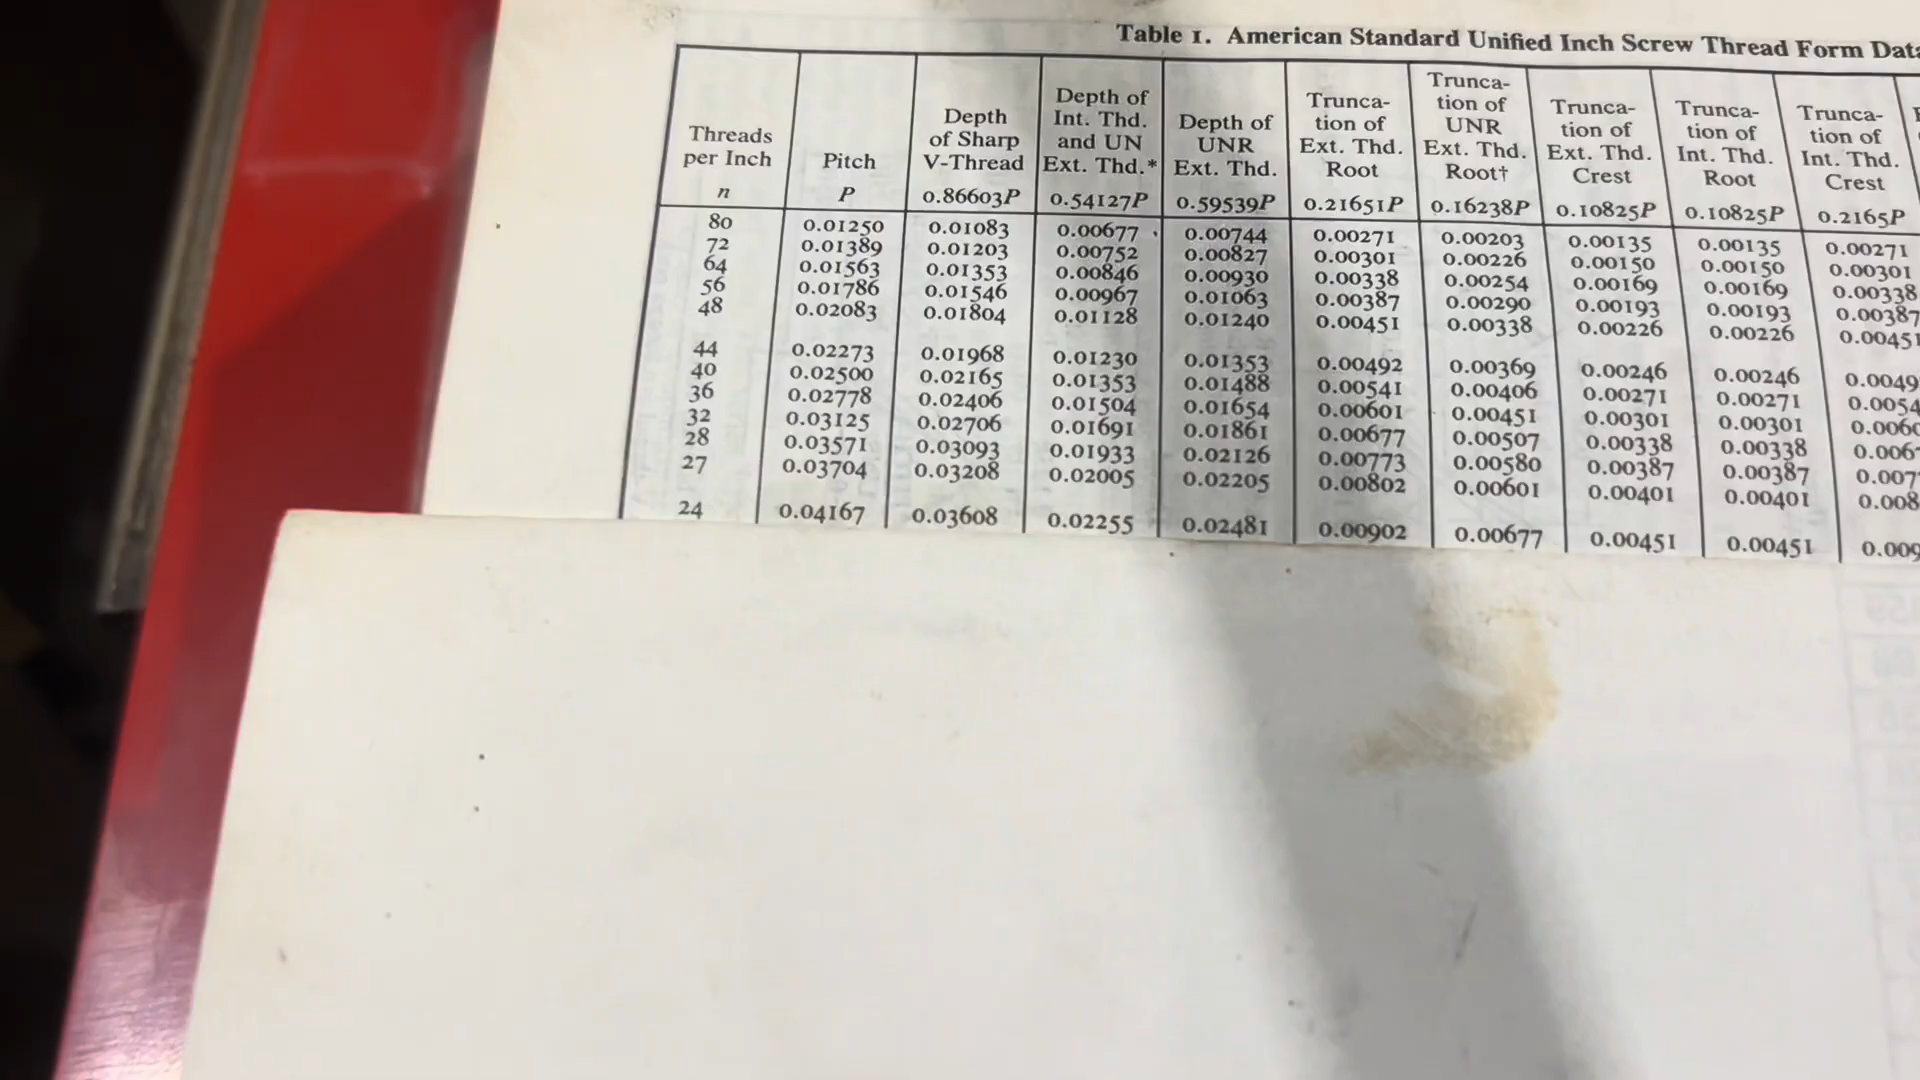 Table 1. American Standard Unified Inch Screw Thread Form
Threads per Inch n | Pitch P | Depth of Sharp V-Thread 0.86603P | Depth of Int. Thd. and UN Ext. Thd.* 0.54127P | Depth of UNR Ext. Thd. 0.59539P | Trunca- tion of Ext. Thd. Root 0.21651P | Trunca- tion of UNR Ext. Thd. Root† 0.16238P | Trunca- tion of Ext. Thd. Crest 0.10825P | Trunca- tion of Int. Thd. Root 0.10825P | Trunca- tion of Int. Thd. Crest 0.2165P
80 0.01250 0.01083 0.00677 0.00744 0.00271 0.00203 0.00135 0.00135 0.00271
72 0.01389 0.01203 0.00752 0.00827 0.00301 0.00226 0.00150 0.00150 0.00301
64 0.01563 0.01353 0.00846 0.00930 0.00338 0.00254 0.00169 0.00169 0.00338
56 0.01786 0.01546 0.00967 0.01063 0.00387 0.00290 0.00193 0.00193 0.00387
48 0.02083 0.01804 0.01128 0.01240 0.00451 0.00338 0.00226 0.00226 0.00451
44 0.02273 0.01968 0.01230 0.01353 0.00492 0.00369 0.00246 0.00246
40 0.02500 0.02165 0.01353 0.01488 0.00541 0.00406 0.00271 0.00271
36 0.02778 0.02406 0.01504 0.01654 0.00601 0.00451 0.00301 0.00301
32 0.03125 0.02706 0.01691 0.01861 0.00677 0.00507 0.00338 0.00338
28 0.03571 0.03093 0.01933 0.02126 0.00773 0.00580 0.00387 0.00387
27 0.03704 0.03208 0.02005 0.02205 0.00802 0.00601 0.00401 0.00401
24 0.04167 0.03608 0.02255 0.02481 0.00902 0.00677 0.00451 0.00451